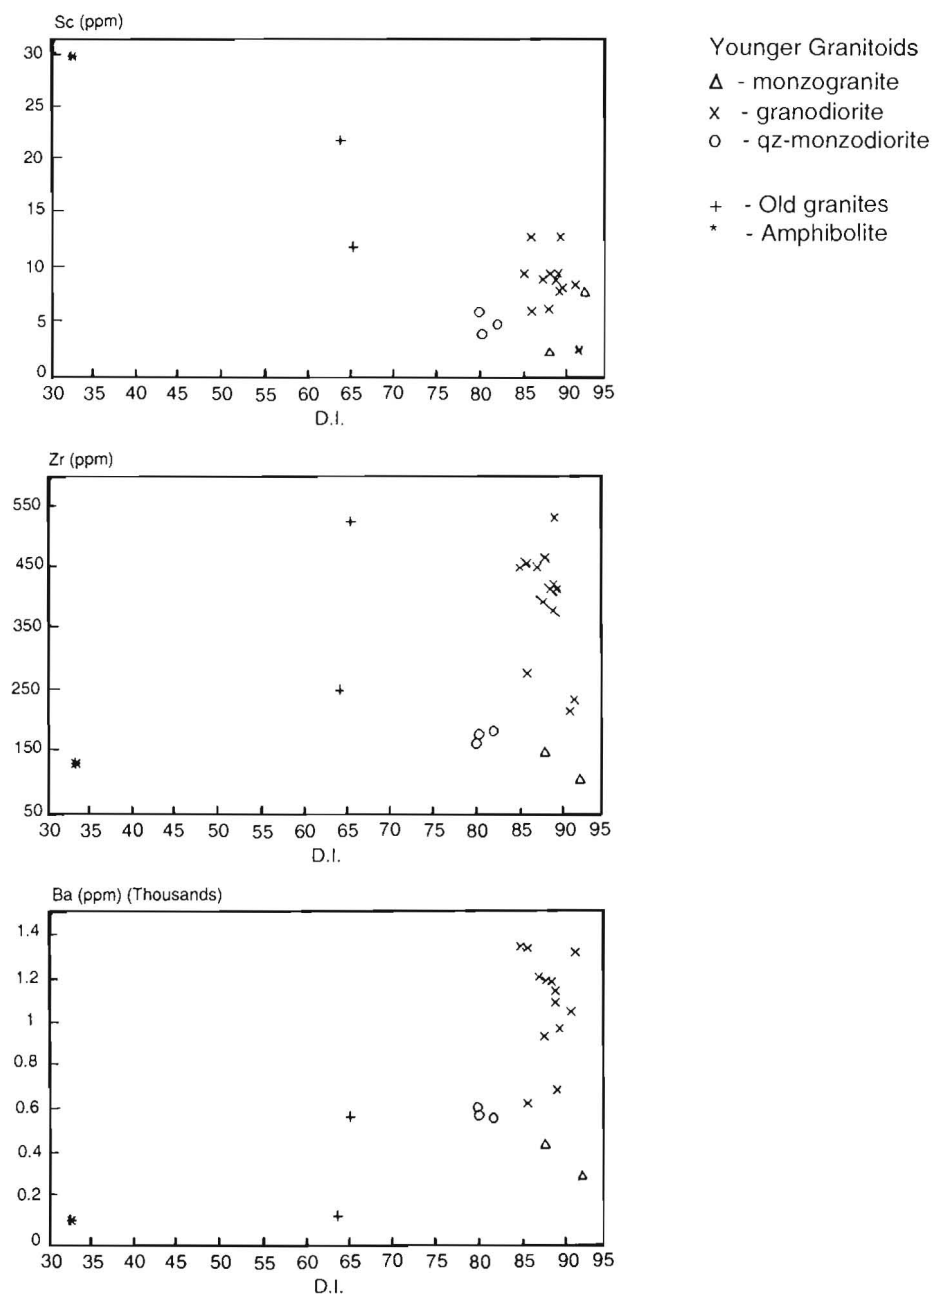 Sc (ppm)
30
25
20
15
10
5
0
30 35 40 45 50 55 60 65 70 75 80 85 90 95
D.I.
Younger Granitoids
Δ - monzogranite
x - granodiorite
o - qz-monzodiorite
+ - Old granites
* - Amphibolite
Zr (ppm)
550
450
350
250
150
50
30 35 40 45 50 55 60 65 70 75 80 85 90 95
D.I.
Ba (ppm) (Thousands)
1.4
1.2
1
0.8
0.6
0.4
0.2
0
30 35 40 45 50 55 60 65 70 75 80 85 90 95
D.I.